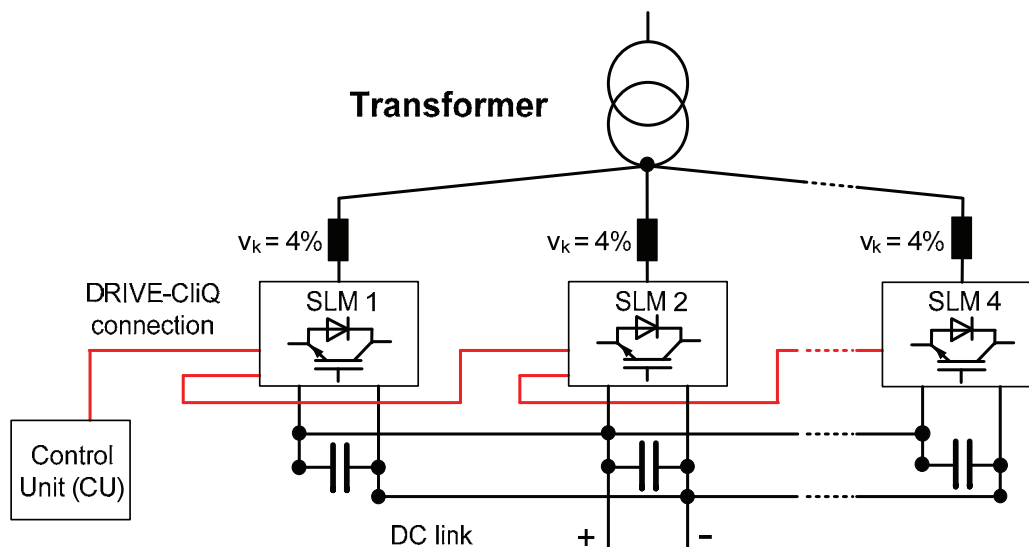 Transformer
vk = 4%
vk = 4%
vk = 4%
DRIVE-CliQ
connection
SLM 1
SLM 2
SLM 4
Control
Unit (CU)
DC link
+
-